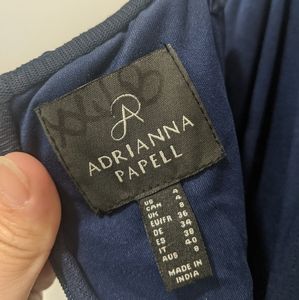 ADRIANNA
PAPELL
US 4
CAN 4
UK 8
EU/FR 36
DE 34
ES 38
IT 40
AUS 8
MADE IN
INDIA